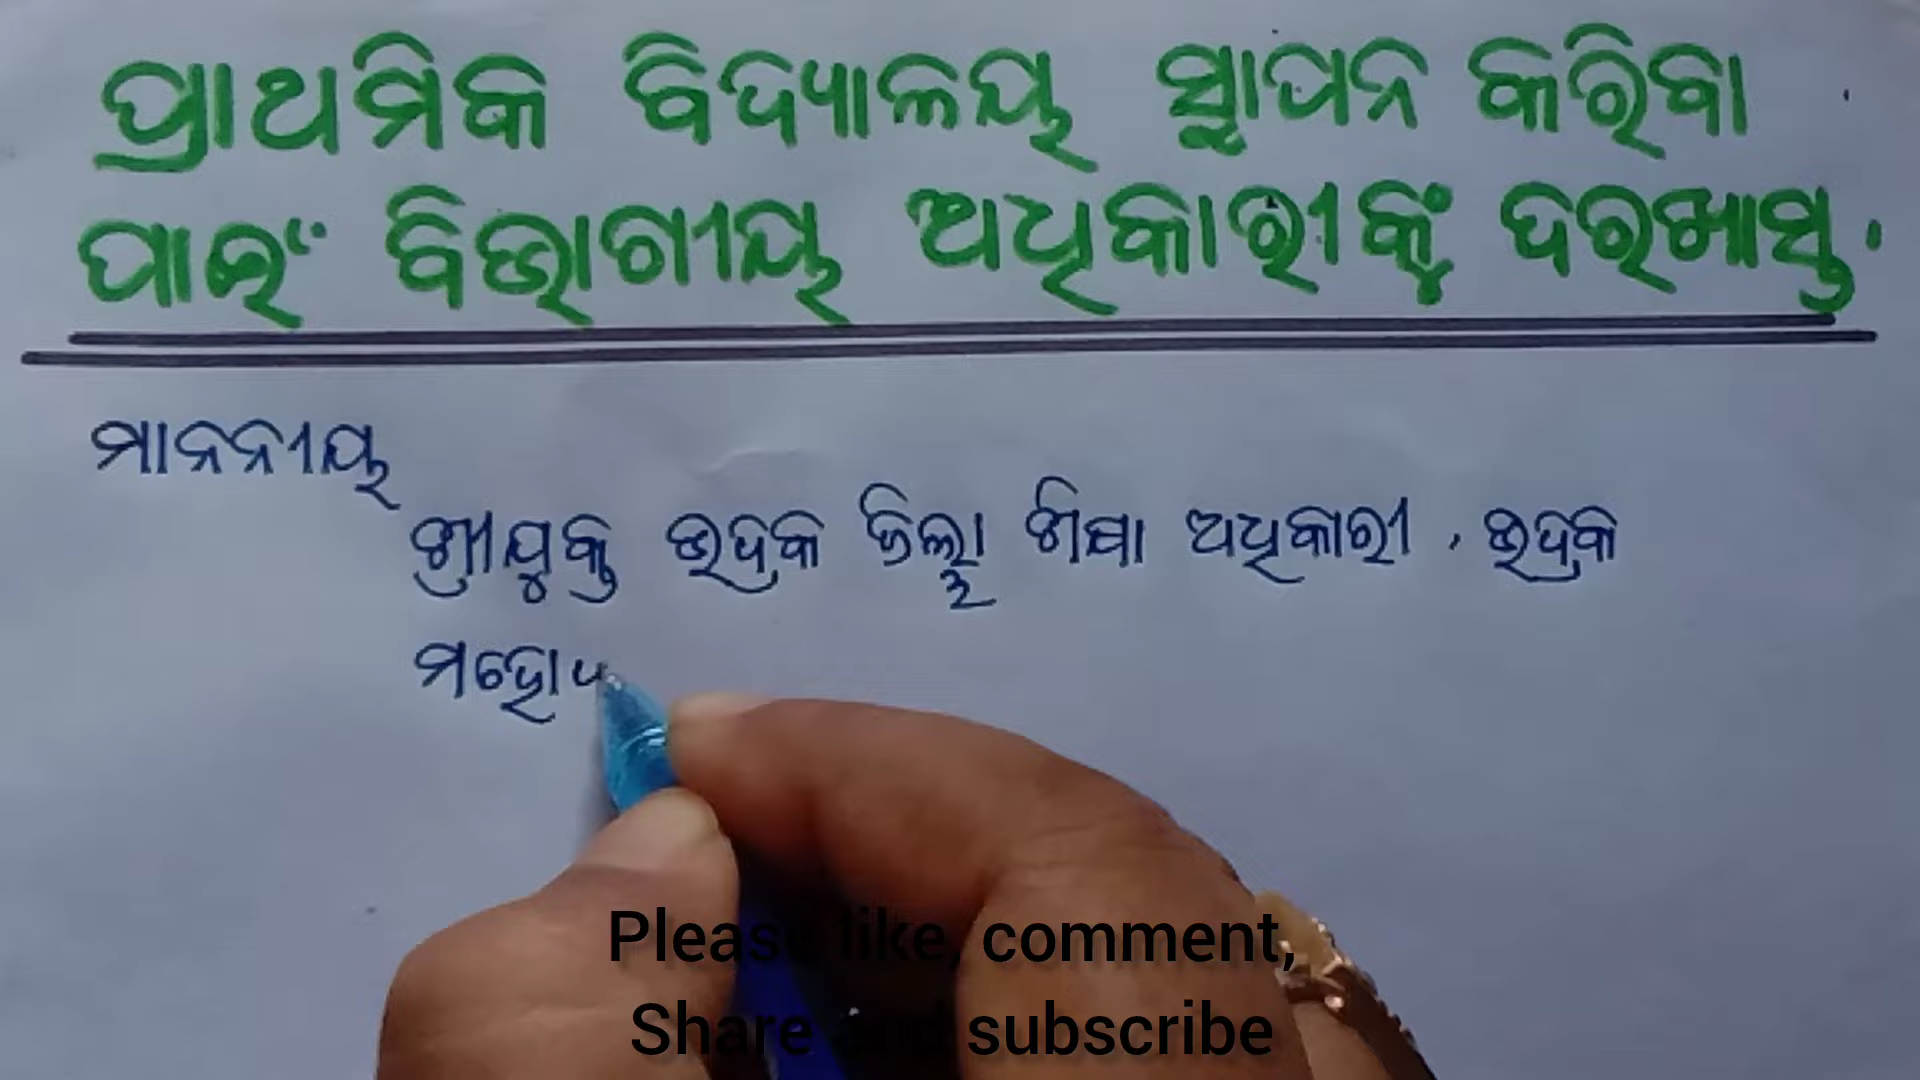 ପ୍ରାଥମିକ ବିଦ୍ୟାଳୟ ସ୍ଥାପନ କରିବା
ପାଇଁ ବିଭାଗୀୟ ଅଧିକାରୀଙ୍କୁ ଦରଖାସ୍ତ.
ମାନନୀୟ
ଶ୍ରୀଯୁକ୍ତ ଭଦ୍ରକ ଜିଲ୍ଲା ଶିକ୍ଷା ଅଧିକାରୀ , ଭଦ୍ରକ
Please like, comment,
Share and subscribe